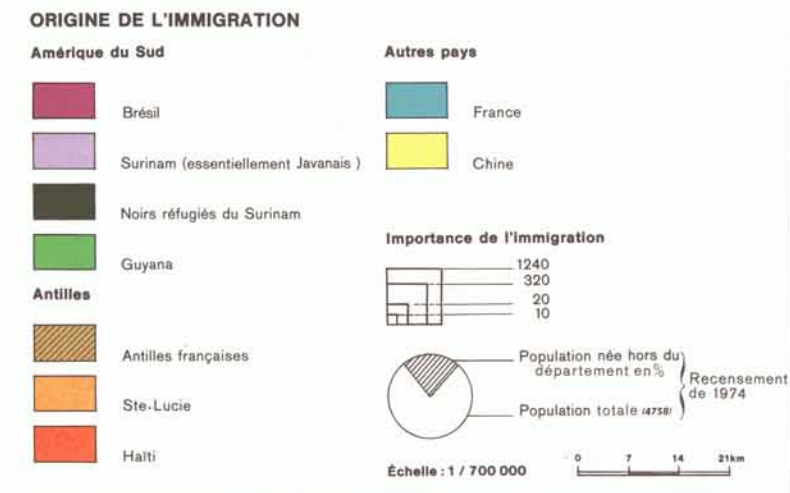 ORIGINE DE L'IMMIGRATION
Amérique du Sud
Brésil
Surinam (essentiellement Javanais )
Noirs réfugiés du Surinam
Guyana
Antilles
Antilles françaises
Ste-Lucie
Haïti
Autres pays
France
Chine
Importance de l'immigration
1240
320
20
10
Population née hors du
département en %
Population totale (4758)
Recensement
de 1974
Échelle : 1 / 700 000
0 7 14 21km